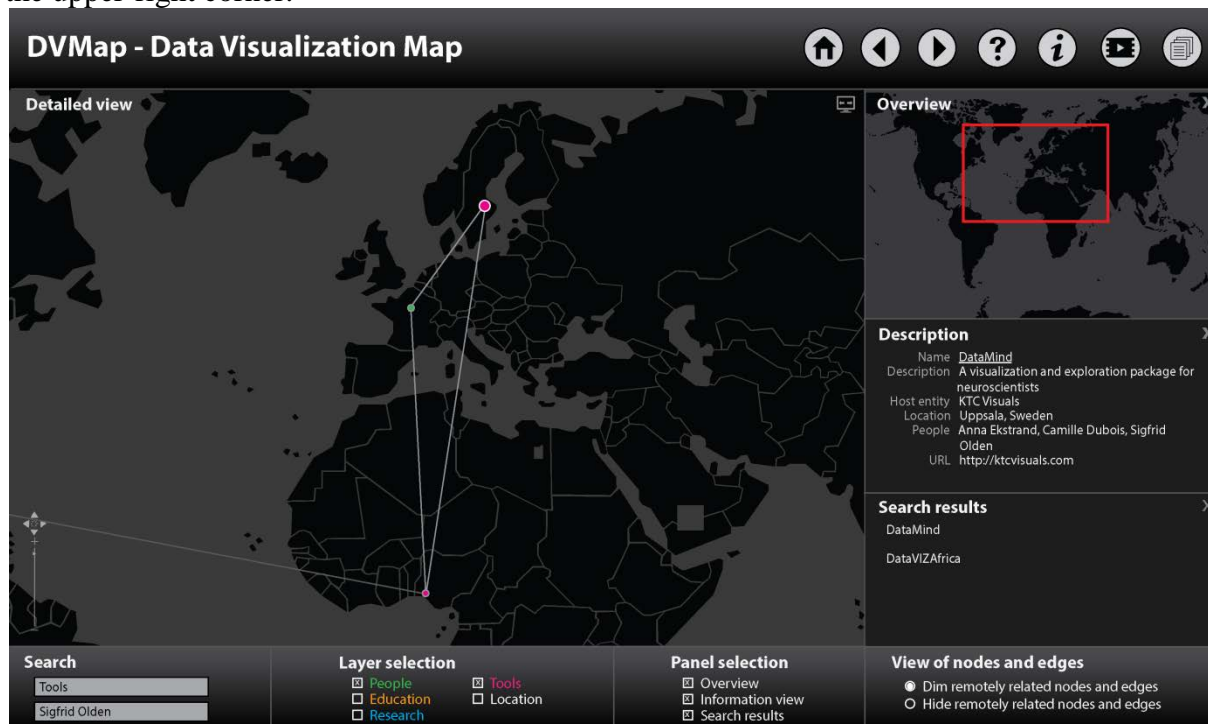 the upper right corner.
DVMap - Data Visualization Map
Detailed view
Overview
Description
Name DataMind
Description A visualization and exploration package for
neuroscientists
Host entity KTC Visuals
Location Uppsala, Sweden
People Anna Ekstrand, Camille Dubois, Sigfrid
Olden
URL http://ktcvisuals.com
Search results
DataMind
DataVIZAfrica
Search
Tools
Sigfrid Olden
Layer selection
People Tools
Education Location
Research
Panel selection
Overview
Information view
Search results
View of nodes and edges
Dim remotely related nodes and edges
Hide remotely related nodes and edges